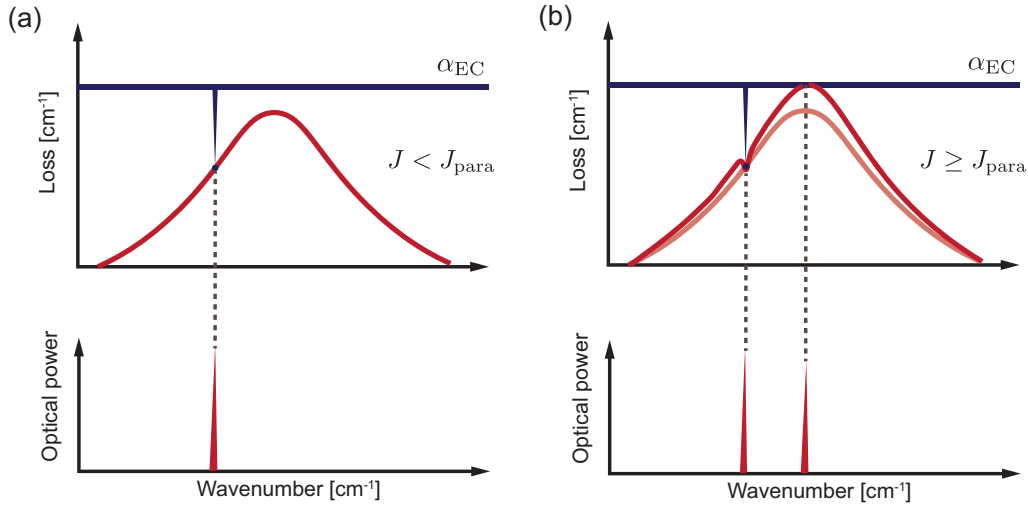 (a)
α_EC
Loss [cm⁻¹]
J < J_para
Optical power
Wavenumber [cm⁻¹]
(b)
α_EC
Loss [cm⁻¹]
J ≥ J_para
Optical power
Wavenumber [cm⁻¹]